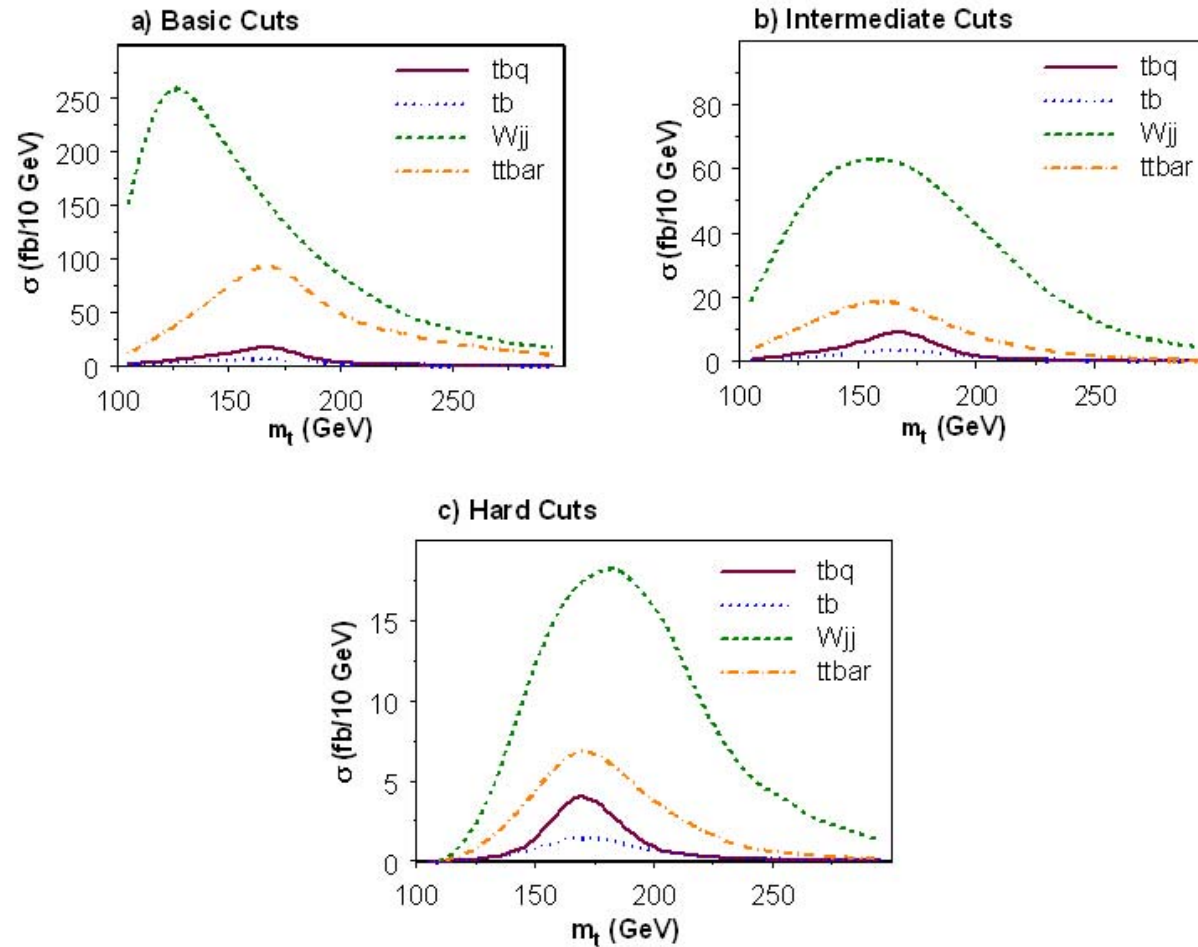 a) Basic Cuts
250
200
150
100
50
0
σ (fb/10 GeV)
tbq
tb
Wjj
ttbar
100 150 200 250
m_t (GeV)
b) Intermediate Cuts
80
60
40
20
0
σ (fb/10 GeV)
tbq
tb
Wjj
ttbar
100 150 200 250
m_t (GeV)
c) Hard Cuts
15
10
5
0
σ (fb/10 GeV)
tbq
tb
Wjj
ttbar
100 150 200 250
m_t (GeV)